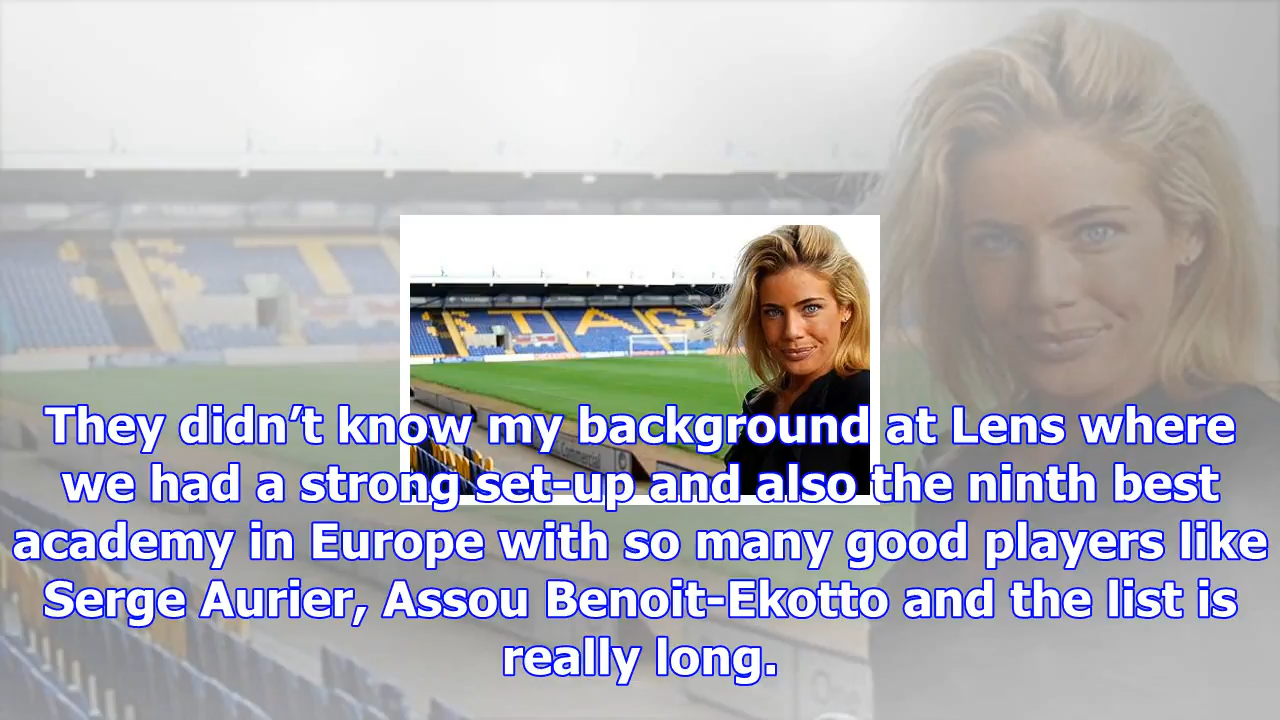 STAGS
Commercial
They didn’t know my background at Lens where
we had a strong set-up and also the ninth best
academy in Europe with so many good players like
Serge Aurier, Assou Benoit-Ekotto and the list is
really long.